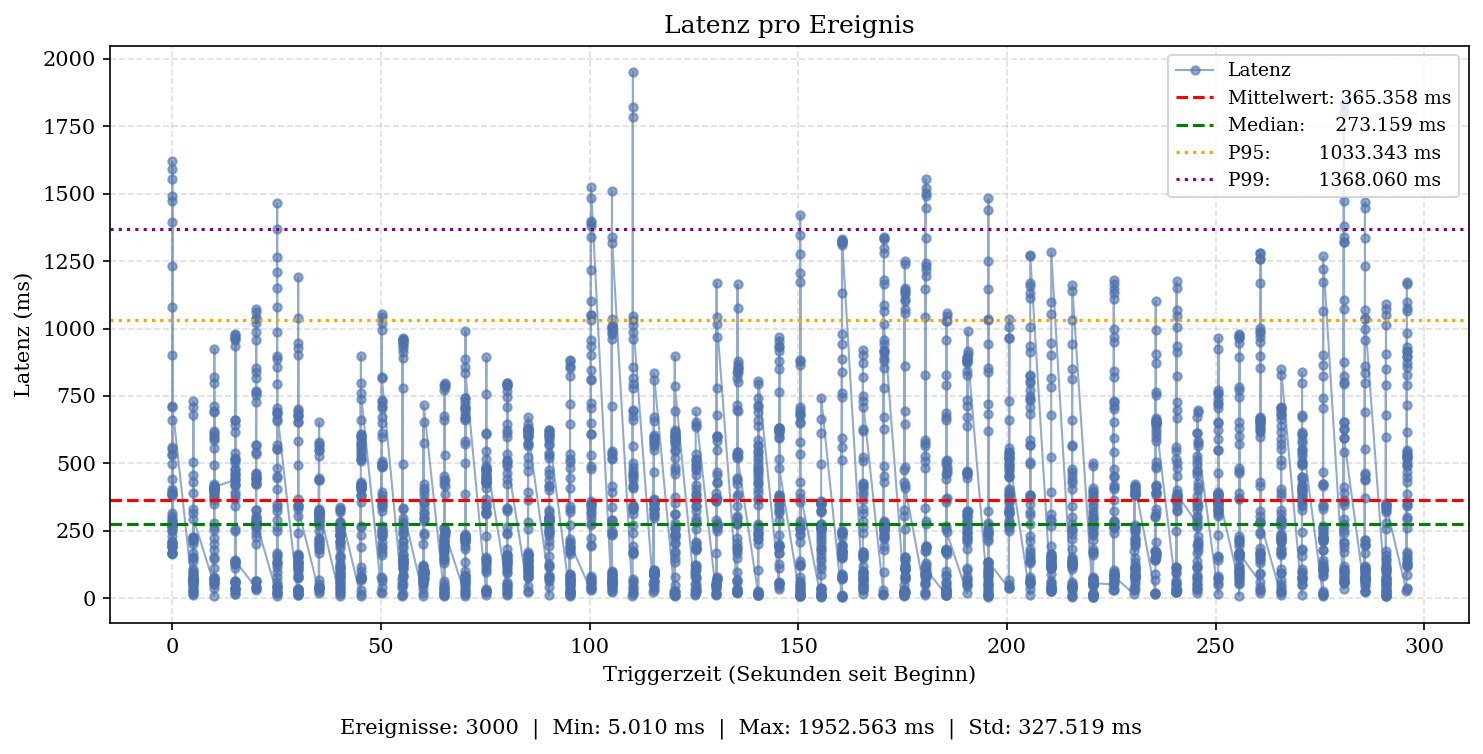 Latenz pro Ereignis
Latenz (ms)
2000
1750
1500
1250
1000
750
500
250
0
Latenz
Mittelwert: 365.358 ms
Median: 273.159 ms
P95: 1033.343 ms
P99: 1368.060 ms
0 50 100 150 200 250 300
Triggerzeit (Sekunden seit Beginn)
Ereignisse: 3000 | Min: 5.010 ms | Max: 1952.563 ms | Std: 327.519 ms